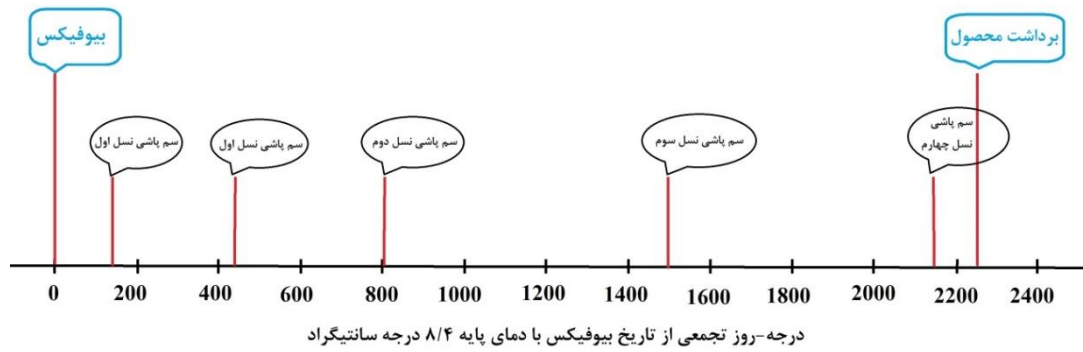 بیوفیکس
برداشت محصول
سم پاشی نسل اول
سم پاشی نسل اول
سم پاشی نسل دوم
سم پاشی نسل سوم
سم پاشی
نسل چهارم
0 200 400 600 800 1000 1200 1400 1600 1800 2000 2200 2400
درجه-روز تجمعی از تاریخ بیوفیکس با دمای پایه ۸/۴ درجه سانتیگراد